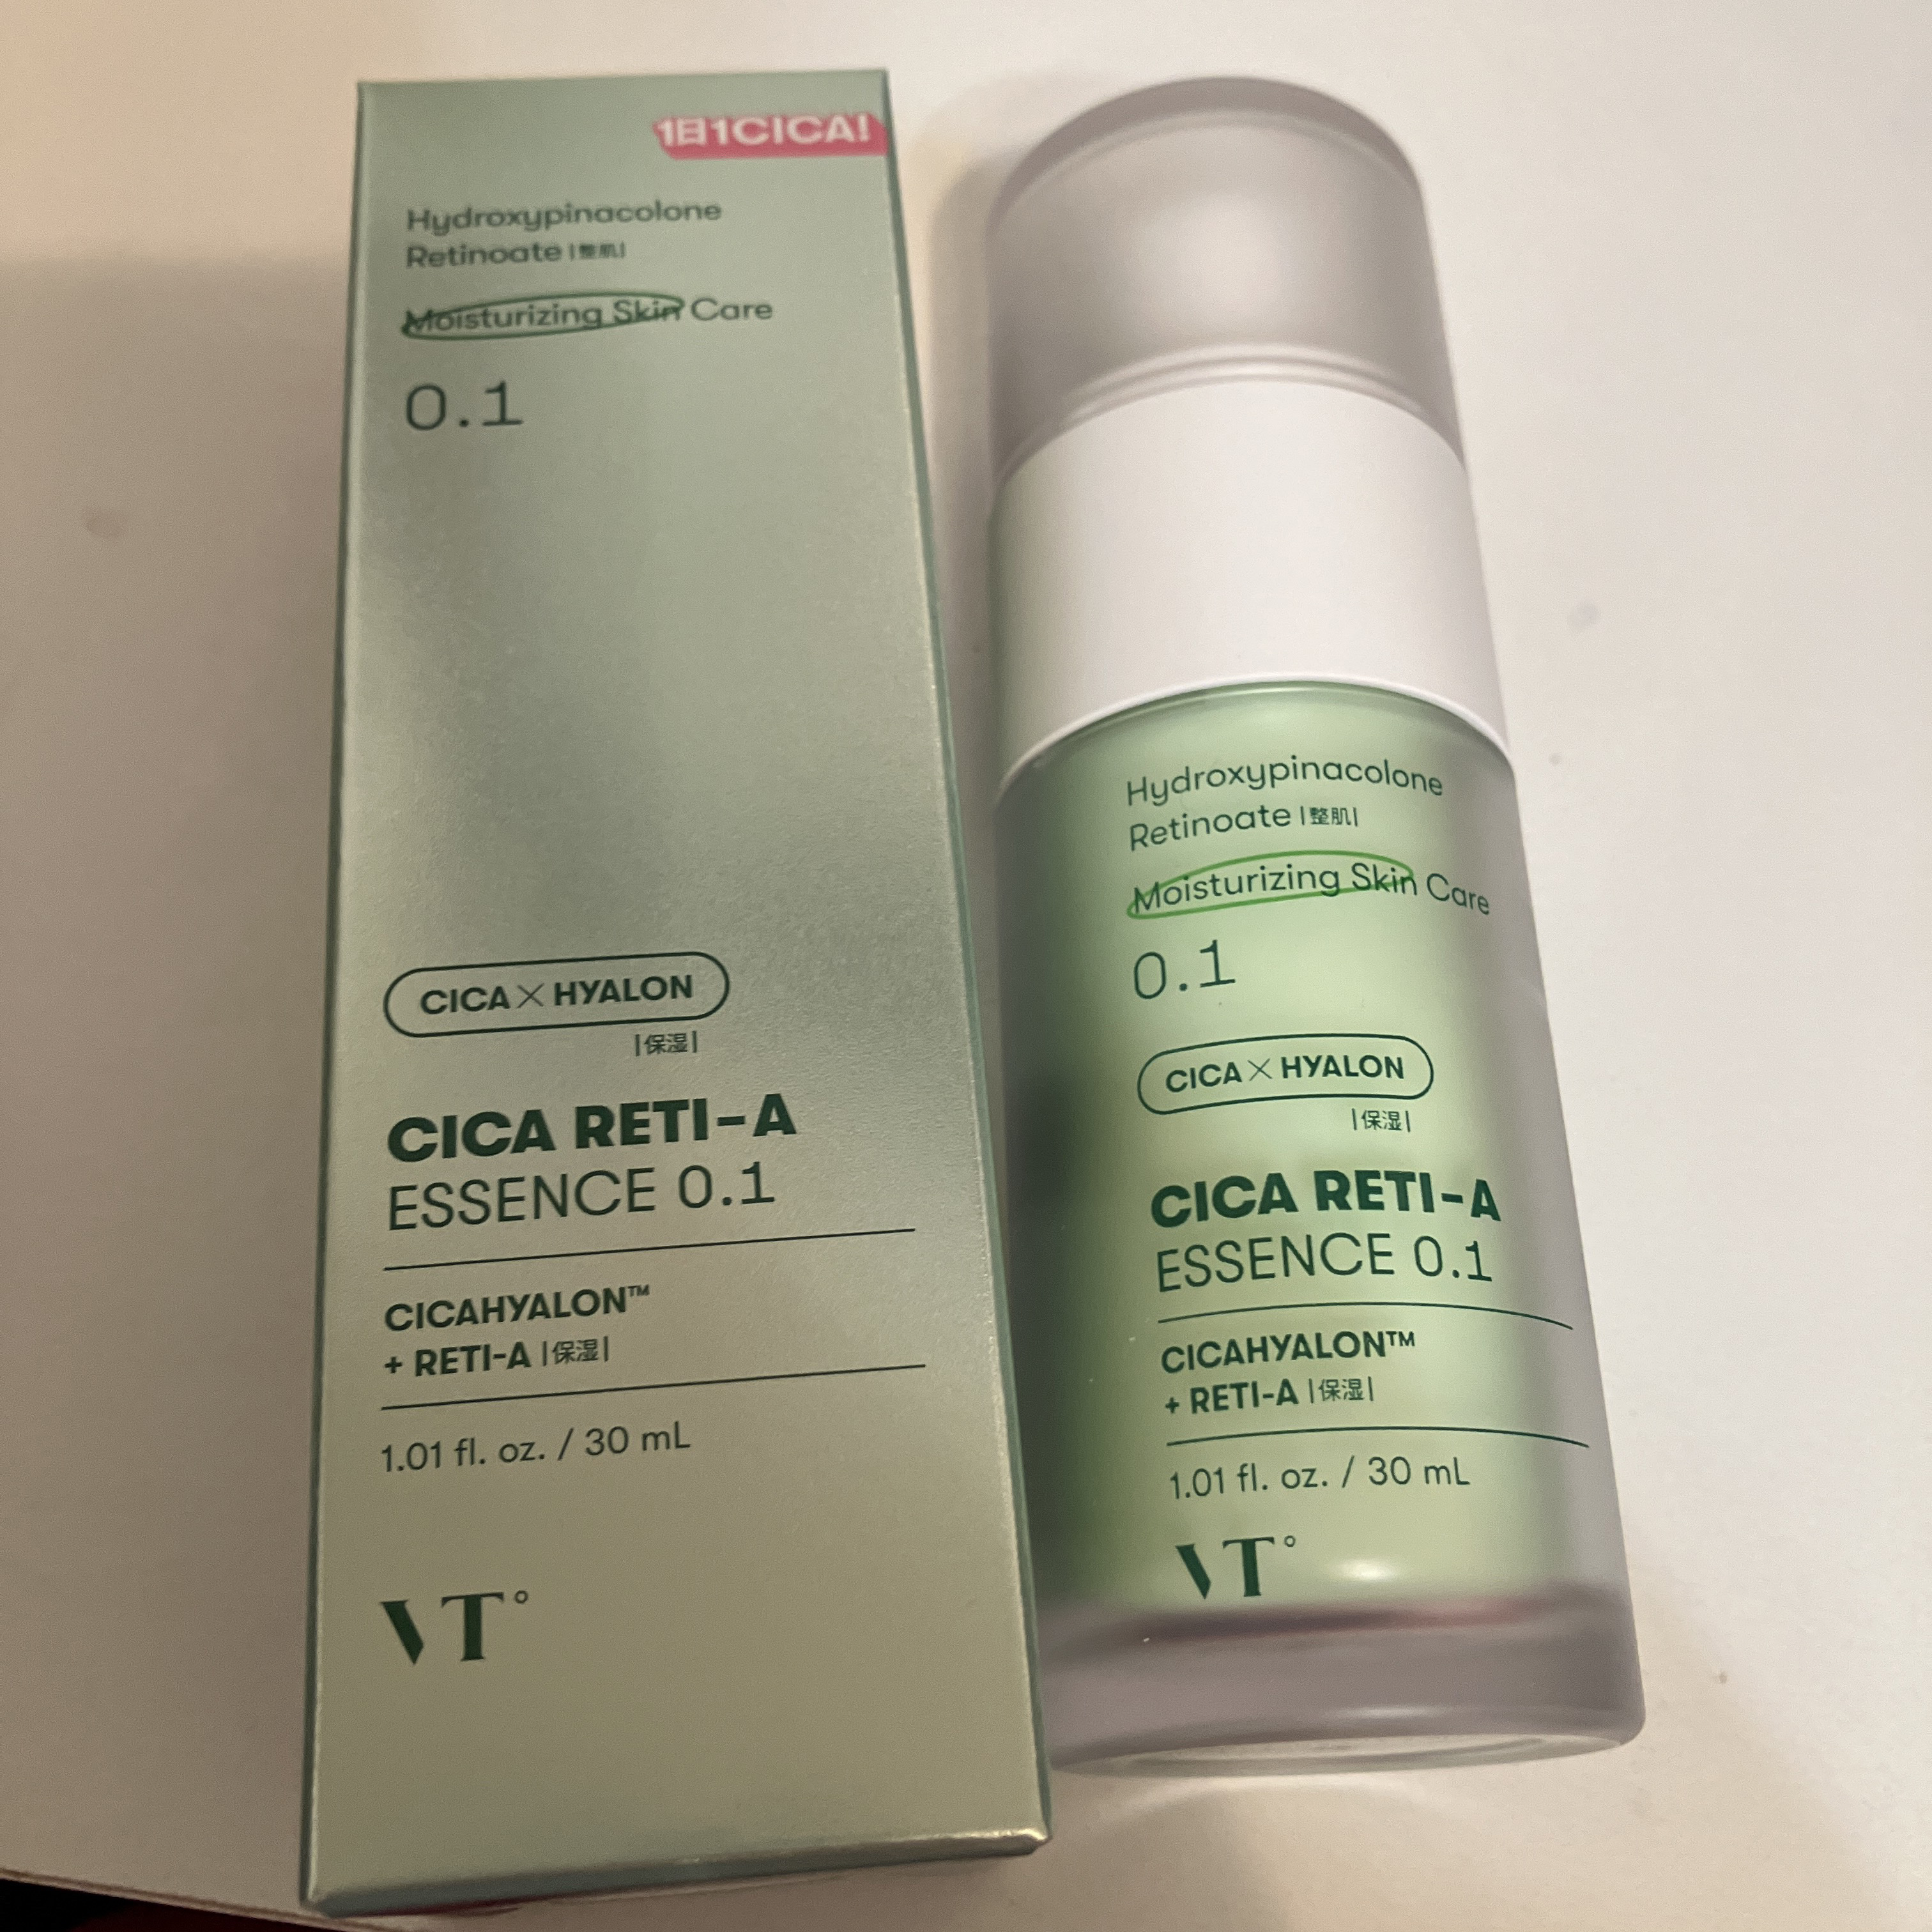 1日1CICA!
Hydroxypinacolone
Retinoate |整肌|
Moisturizing Skin Care
0.1
CICA×HYALON
|保湿|
CICA RETI-A
ESSENCE 0.1
CICAHYALON™
+ RETI-A |保湿|
1.01 fl. oz. / 30 mL
VT°
Hydroxypinacolone
Retinoate |整肌|
Moisturizing Skin Care
0.1
CICA×HYALON
|保湿|
CICA RETI-A
ESSENCE 0.1
CICAHYALON™
+ RETI-A |保湿|
1.01 fl. oz. / 30 mL
VT°